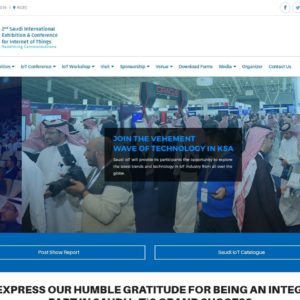 2nd Saudi International
Exhibition & Conference
for Internet of Things
IoT Conference IoT Workshop Visit Sponsorship Venue Download Forms Media Organizer Contact Us
JOIN THE VEHEMENT
WAVE OF TECHNOLOGY IN KSA
Saudi IoT will provide its participants the opportunity to explore
the latest trends and technology in IoT industry from all over the
globe.
Post Show Report Saudi IoT Catalogue
EXPRESS OUR HUMBLE GRATITUDE FOR BEING AN INTEG